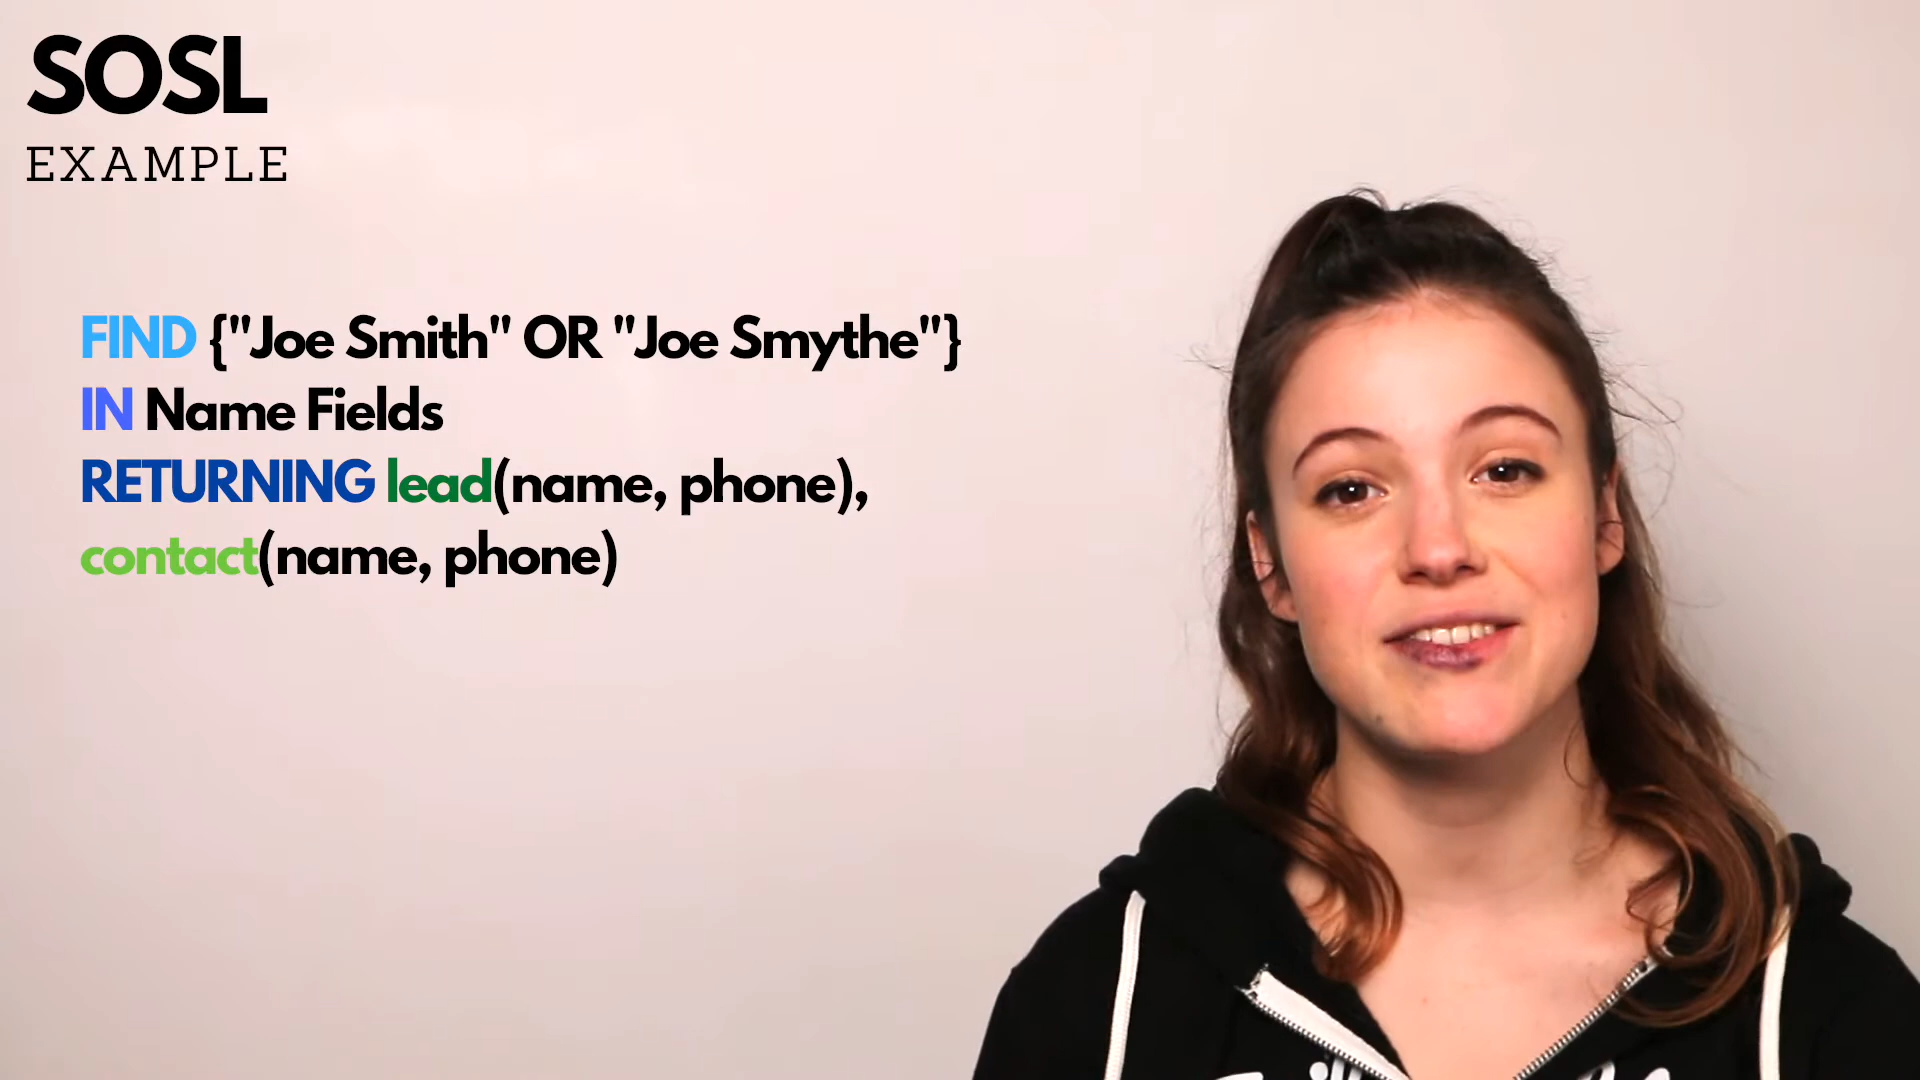 SOSL
EXAMPLE
FIND {"Joe Smith" OR "Joe Smythe"}
IN Name Fields
RETURNING lead(name, phone),
contact(name, phone)